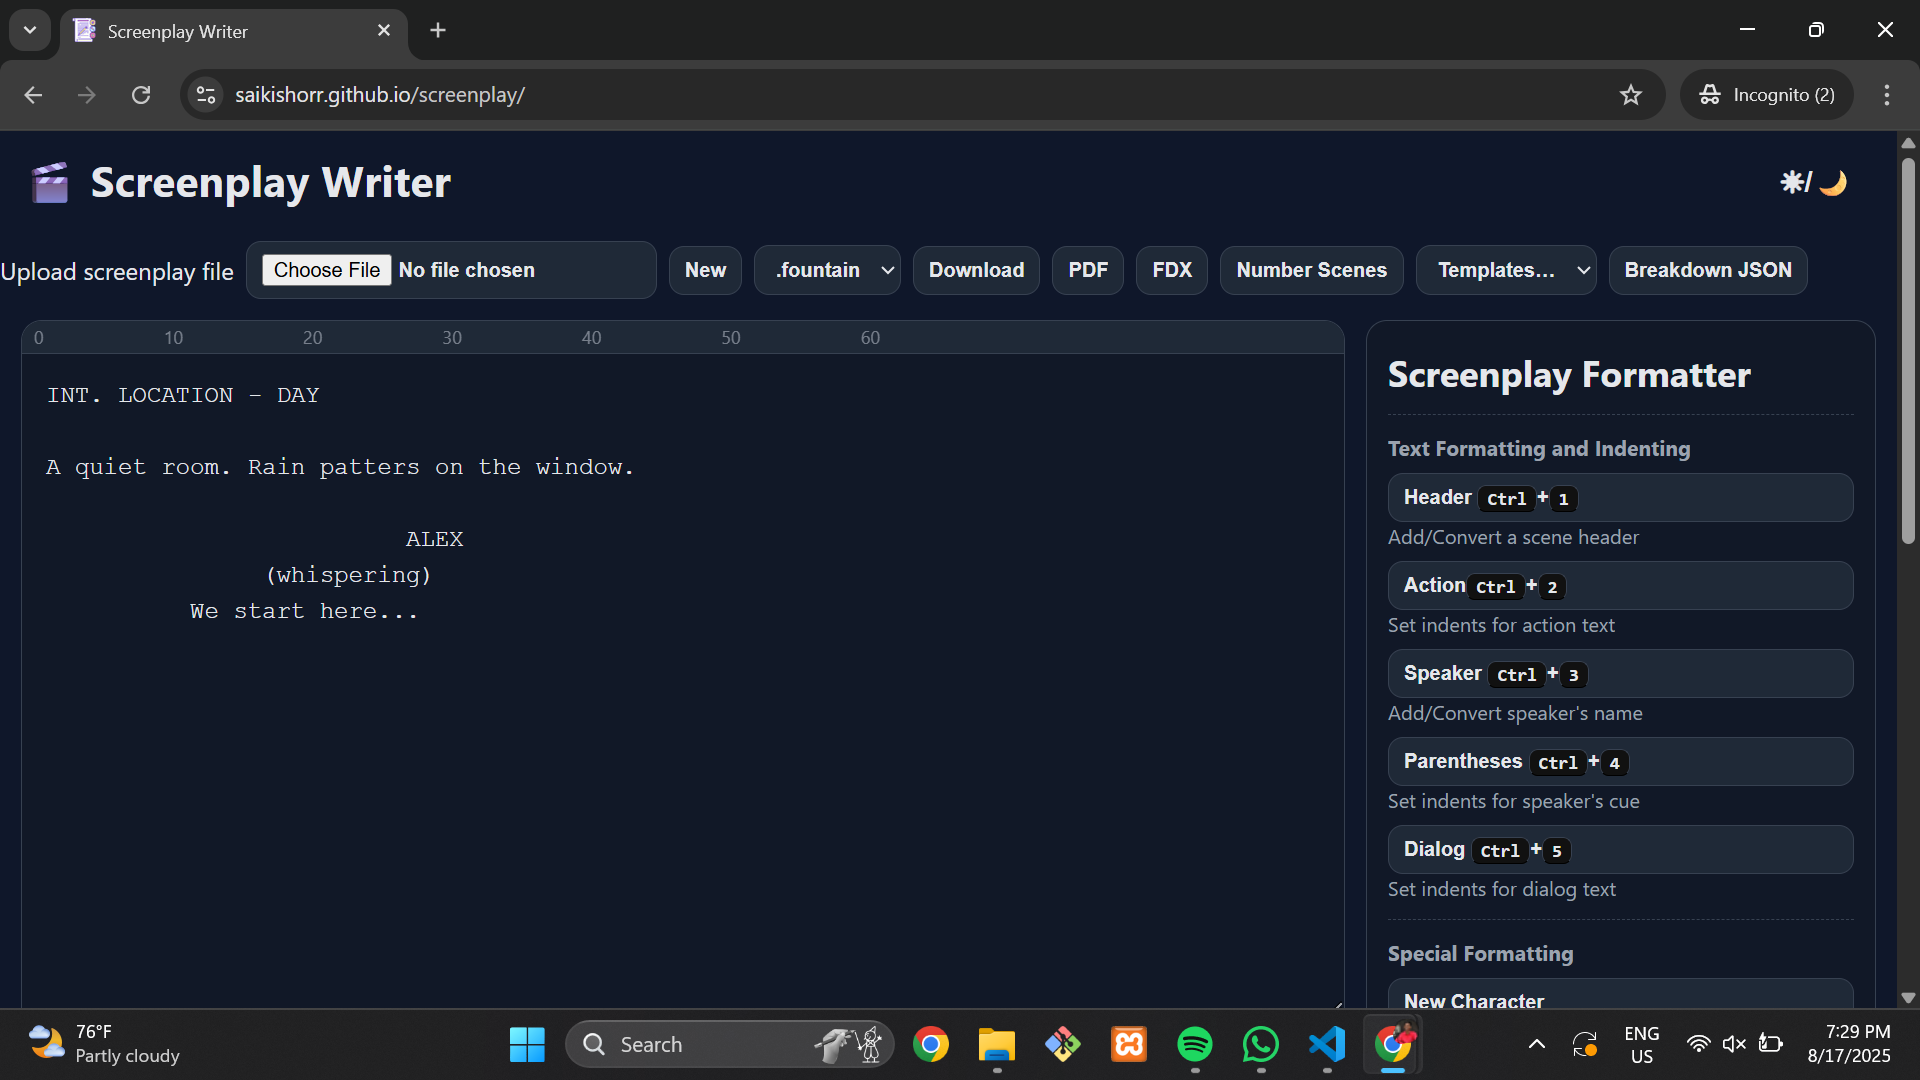 Screenplay Writer
saikishorr.github.io/screenplay/
Incognito (2)
Screenplay Writer
✱/ 🌙
Upload screenplay file Choose File No file chosen New .fountain Download PDF FDX Number Scenes Templates... Breakdown JSON
0 10 20 30 40 50 60
INT. LOCATION - DAY
A quiet room. Rain patters on the window.
ALEX
(whispering)
We start here...
Screenplay Formatter
Text Formatting and Indenting
Header Ctrl+1
Add/Convert a scene header
Action Ctrl+2
Set indents for action text
Speaker Ctrl+3
Add/Convert speaker's name
Parentheses Ctrl+4
Set indents for speaker's cue
Dialog Ctrl+5
Set indents for dialog text
Special Formatting
New Character
76°F
Partly cloudy
Search
ENG
US
7:29 PM
8/17/2025